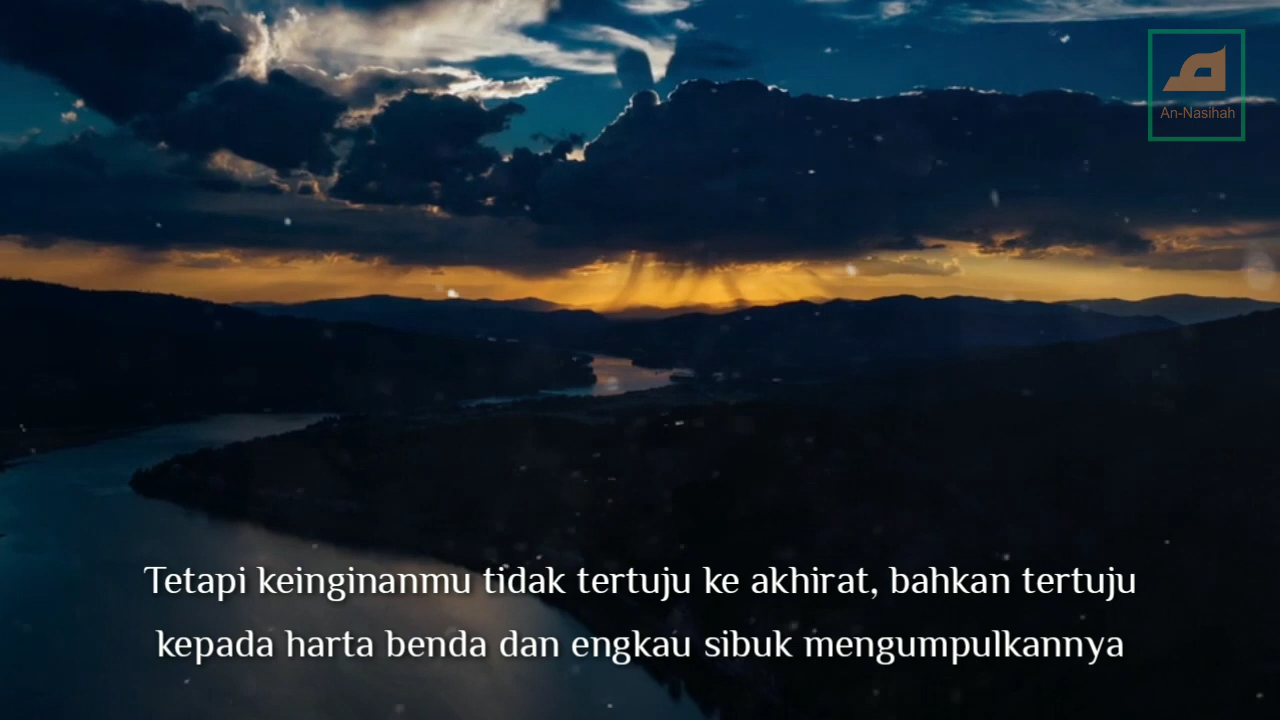 An-Nasihah
Tetapi keinginanmu tidak tertuju ke akhirat, bahkan tertuju
kepada harta benda dan engkau sibuk mengumpulkannya